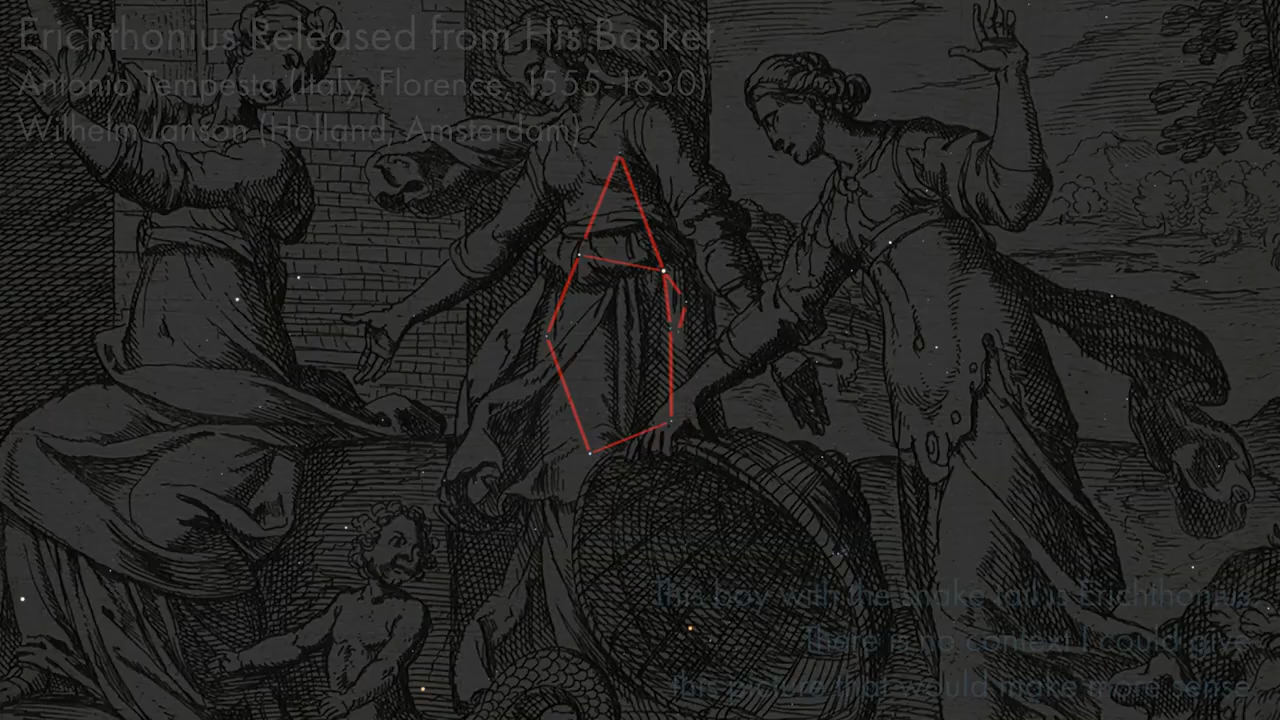 Erichthonius Released from His Basket
Antonio Tempesta (Italy, Florence, 1555-1630)
Wilhelm Janson (Holland, Amsterdam)
This boy with the snake tail is Erichthonius
There is no context I could give
this picture that would make more sense